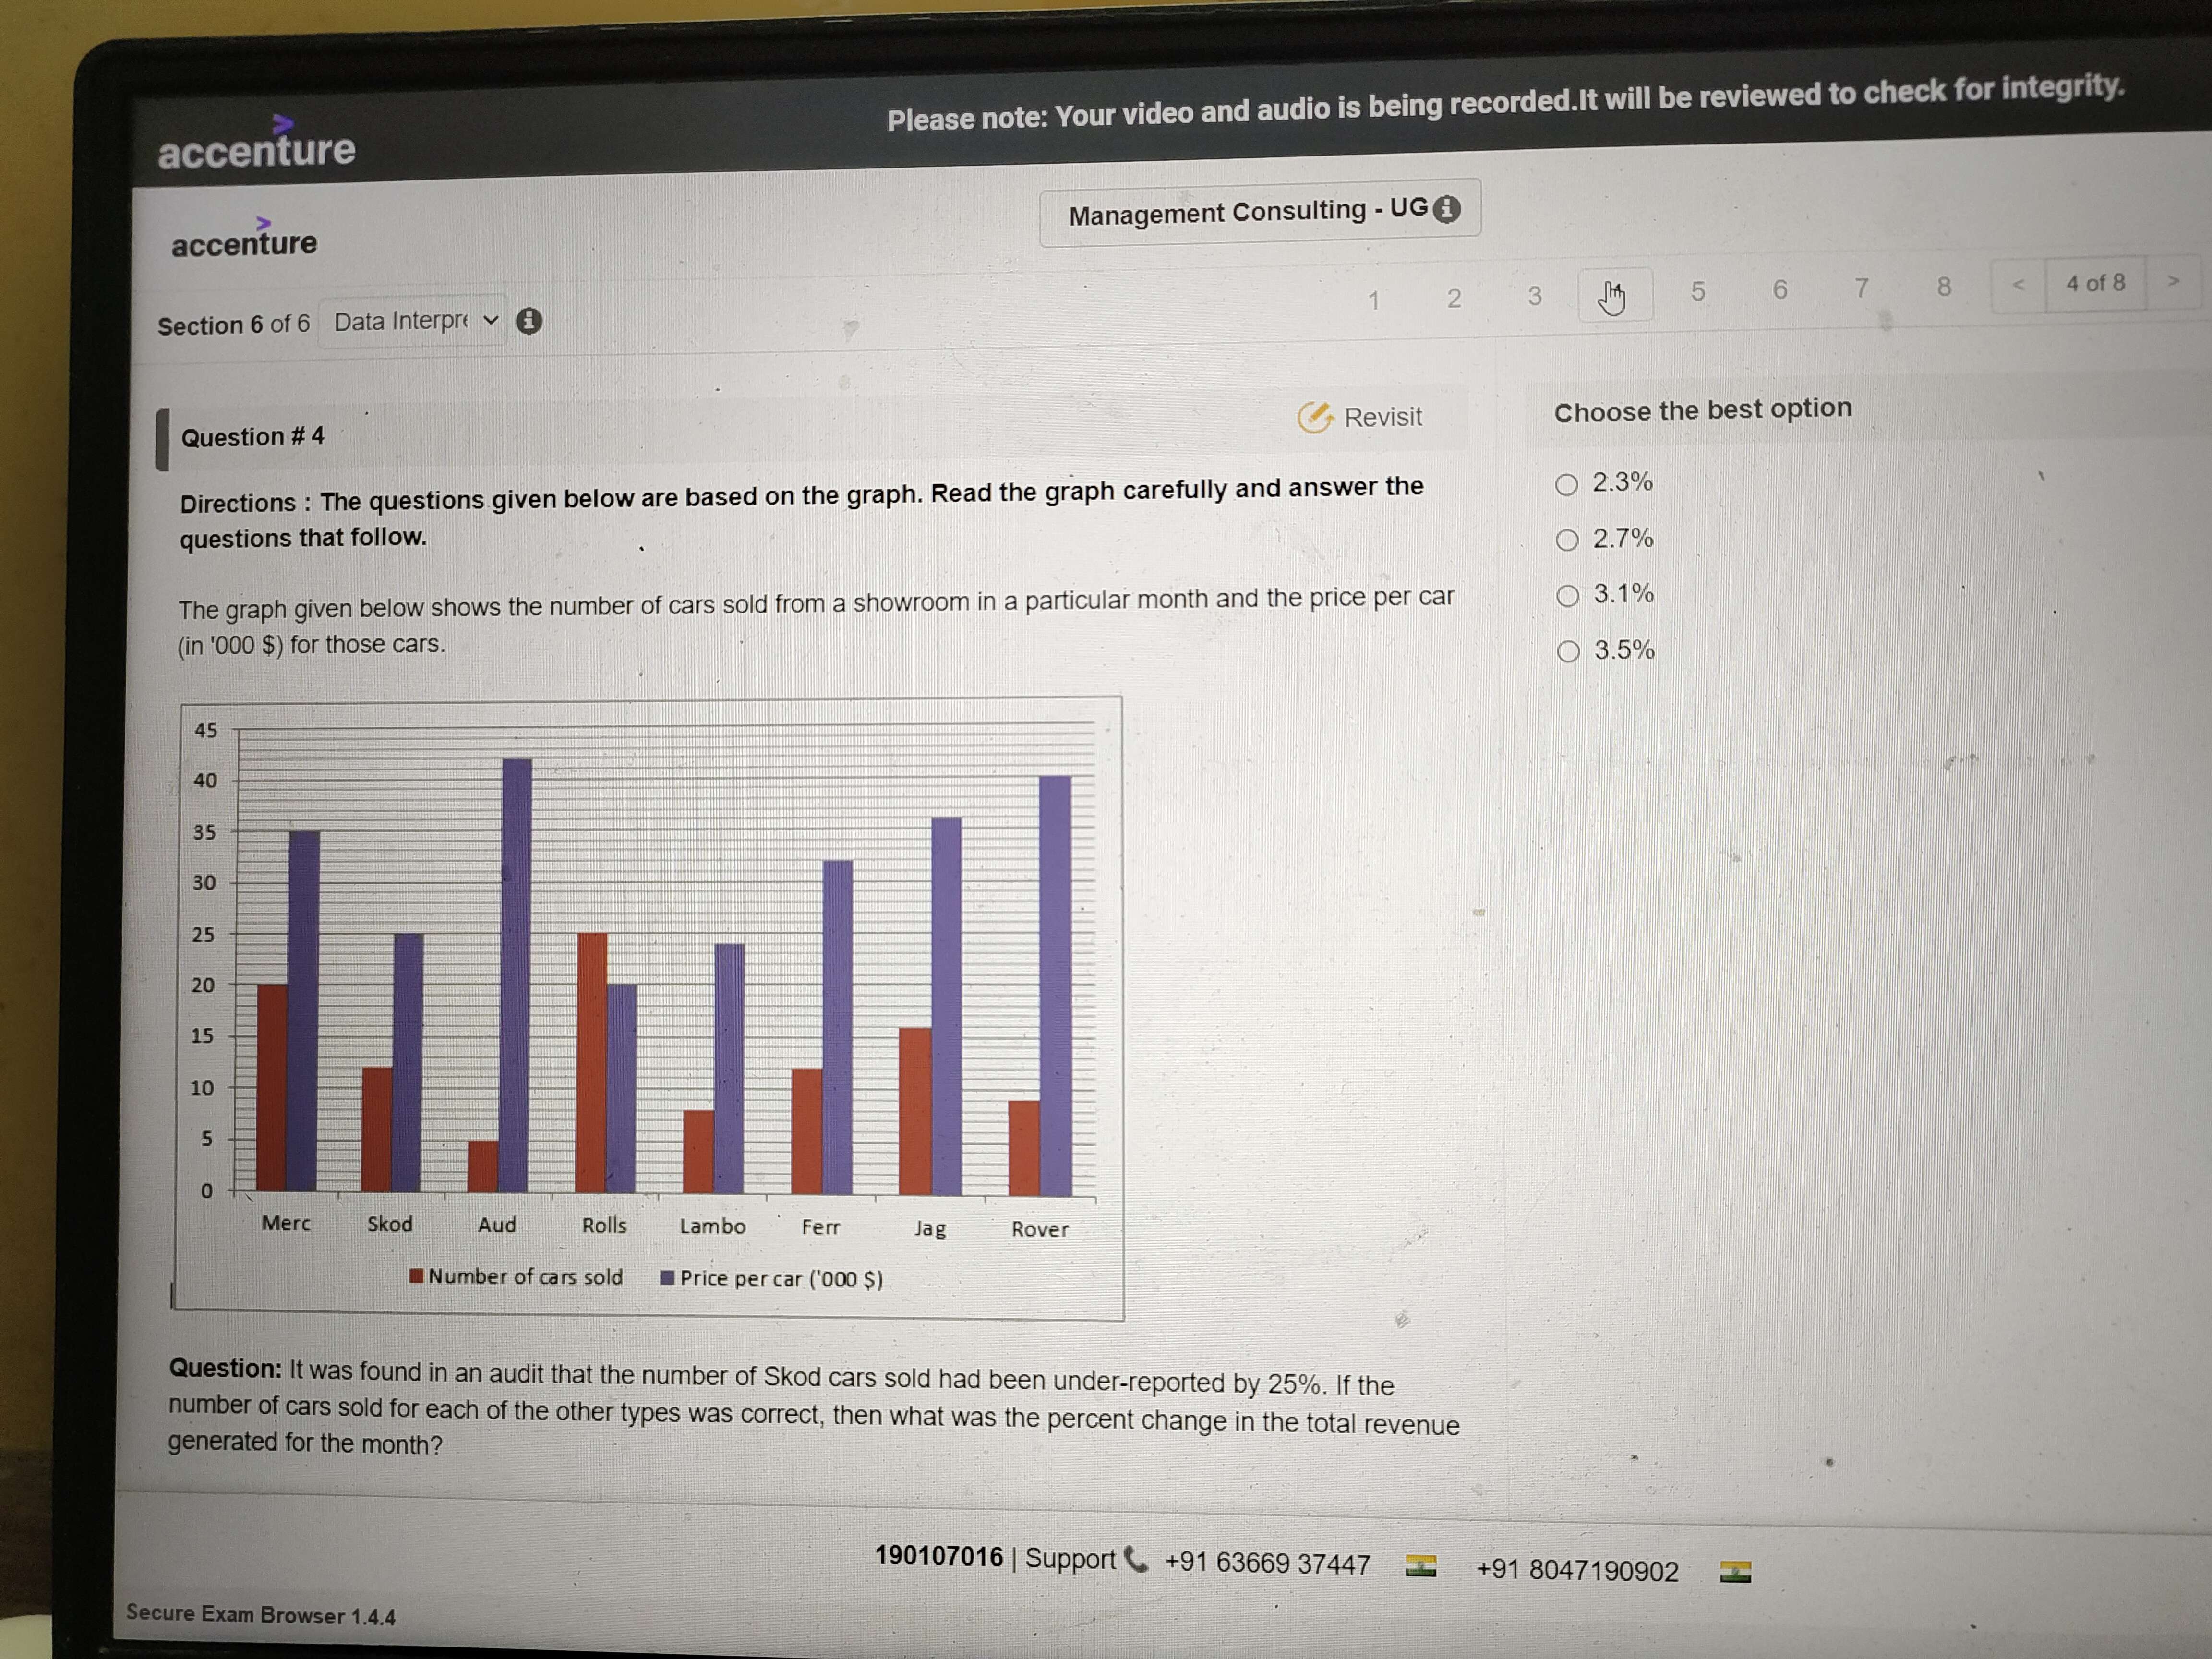 accenture
Please note: Your video and audio is being recorded.It will be reviewed to check for integrity.
accenture
Management Consulting - UG
Section 6 of 6 Data Interpre
1 2 3 4 5 6 7 8 < 4 of 8 >
Question # 4
Revisit
Directions : The questions given below are based on the graph. Read the graph carefully and answer the
questions that follow.
The graph given below shows the number of cars sold from a showroom in a particular month and the price per car
(in '000 $) for those cars.
45
40
35
30
25
20
15
10
5
0
Merc Skod Aud Rolls Lambo Ferr Jag Rover
Number of cars sold Price per car ('000 $)
Question: It was found in an audit that the number of Skod cars sold had been under-reported by 25%. If the
number of cars sold for each of the other types was correct, then what was the percent change in the total revenue
generated for the month?
Choose the best option
2.3%
2.7%
3.1%
3.5%
190107016 | Support +91 63669 37447 +91 8047190902
Secure Exam Browser 1.4.4